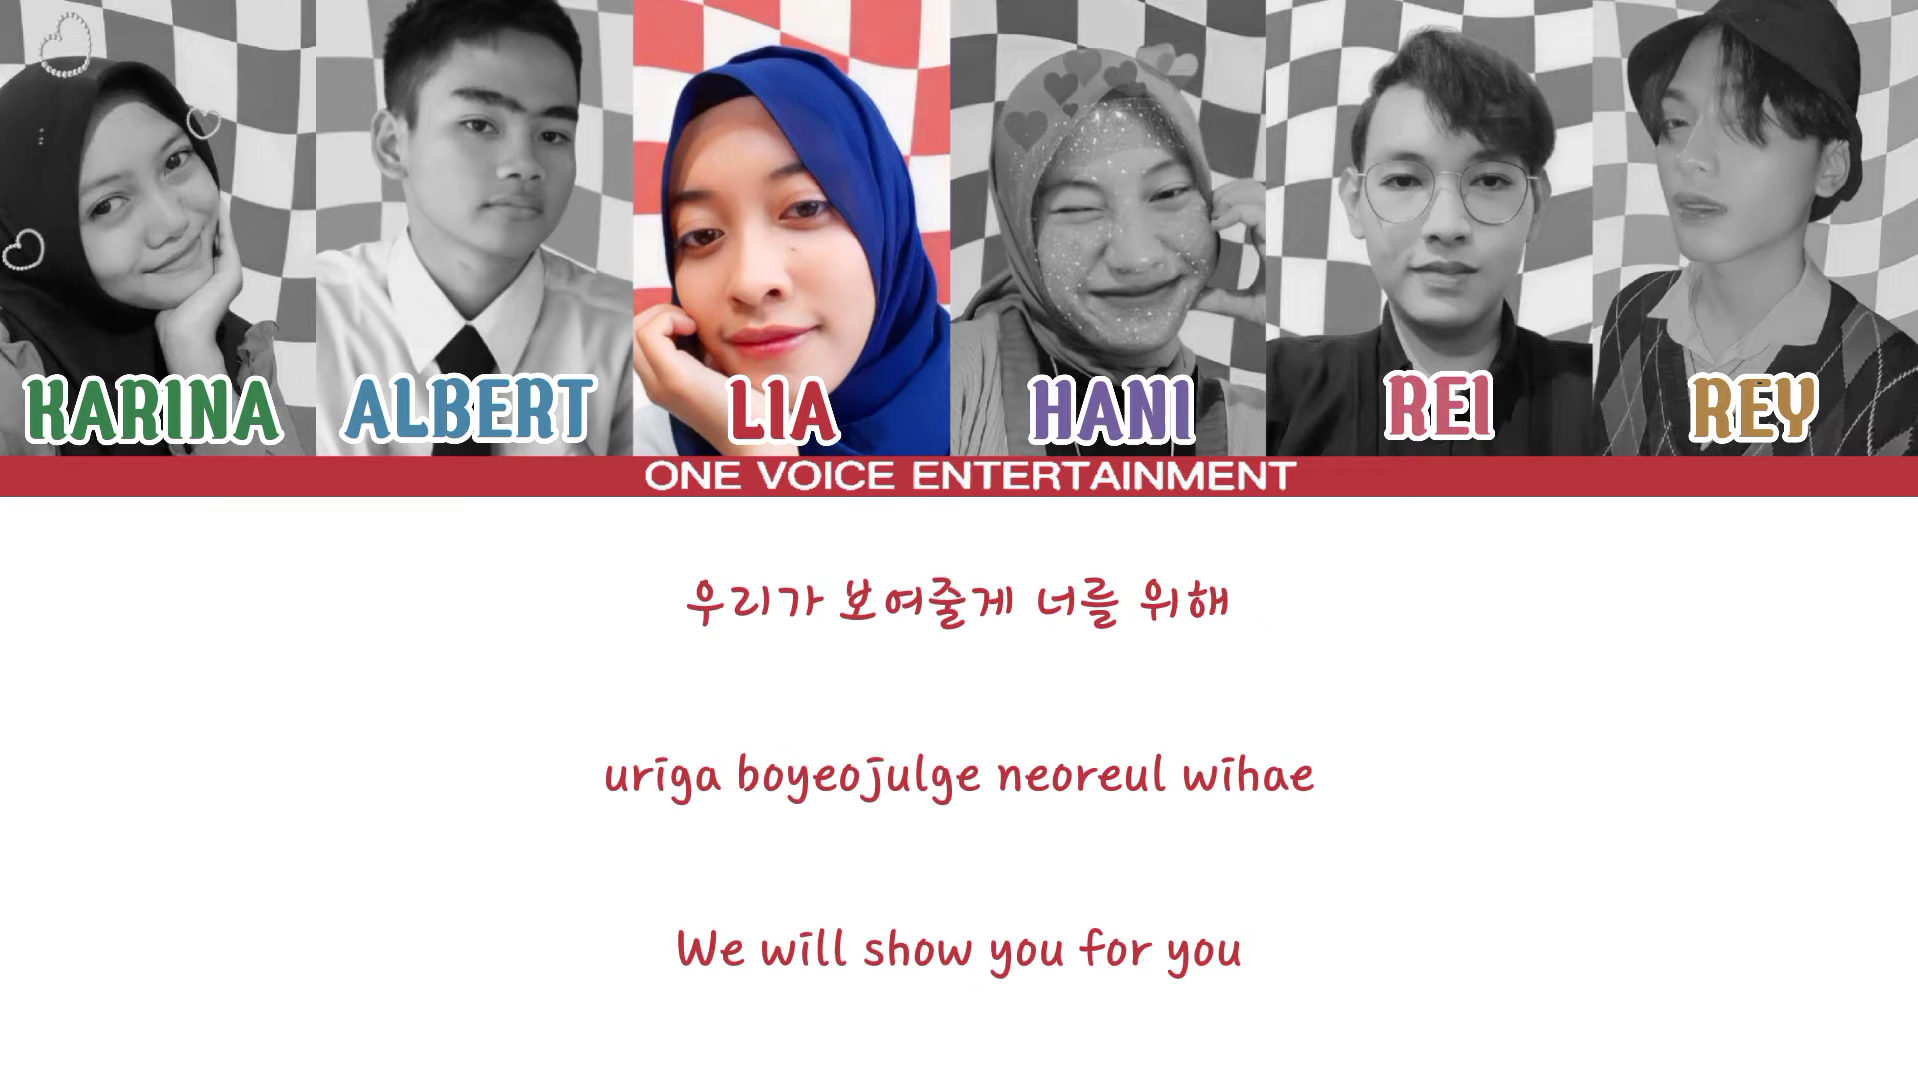 KARINA ALBERT LIA HANI REI REY
ONE VOICE ENTERTAINMENT
우리가 보여줄게 너를 위해
uriga boyeojulge neoreul wihae
We will show you for you